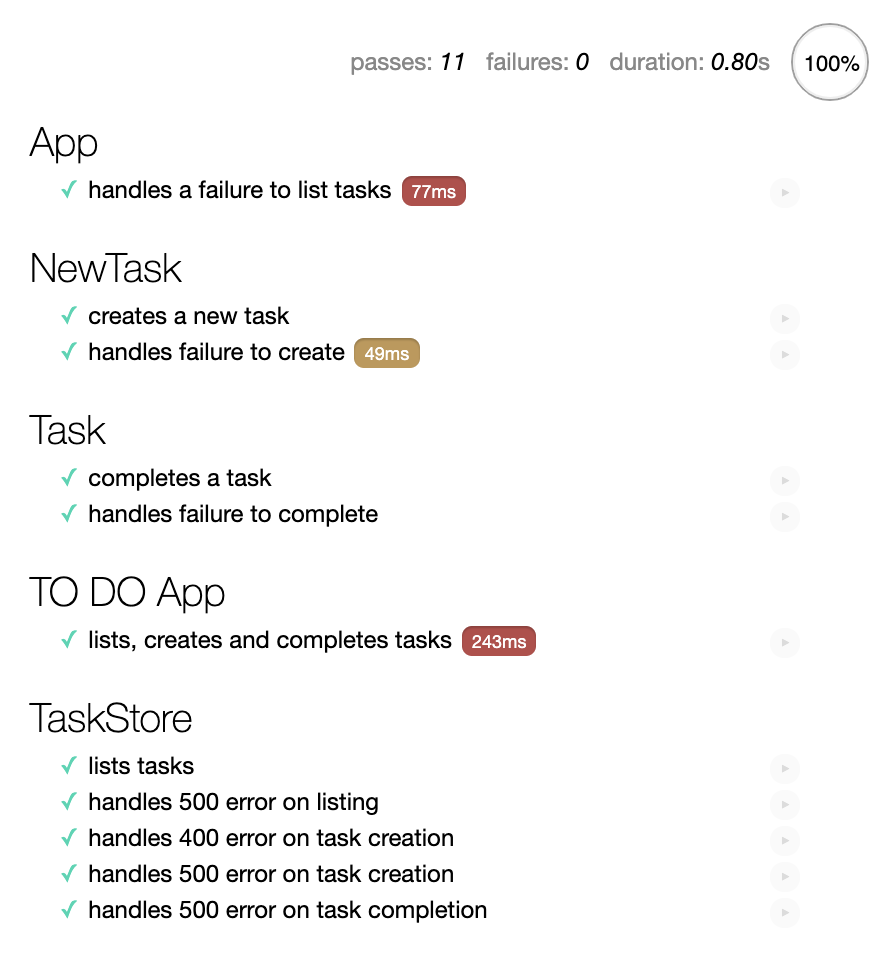 passes: 11 failures: 0 duration: 0.80s 100%
App
✓ handles a failure to list tasks 77ms
NewTask
✓ creates a new task
✓ handles failure to create 49ms
Task
✓ completes a task
✓ handles failure to complete
TO DO App
✓ lists, creates and completes tasks 243ms
TaskStore
✓ lists tasks
✓ handles 500 error on listing
✓ handles 400 error on task creation
✓ handles 500 error on task creation
✓ handles 500 error on task completion